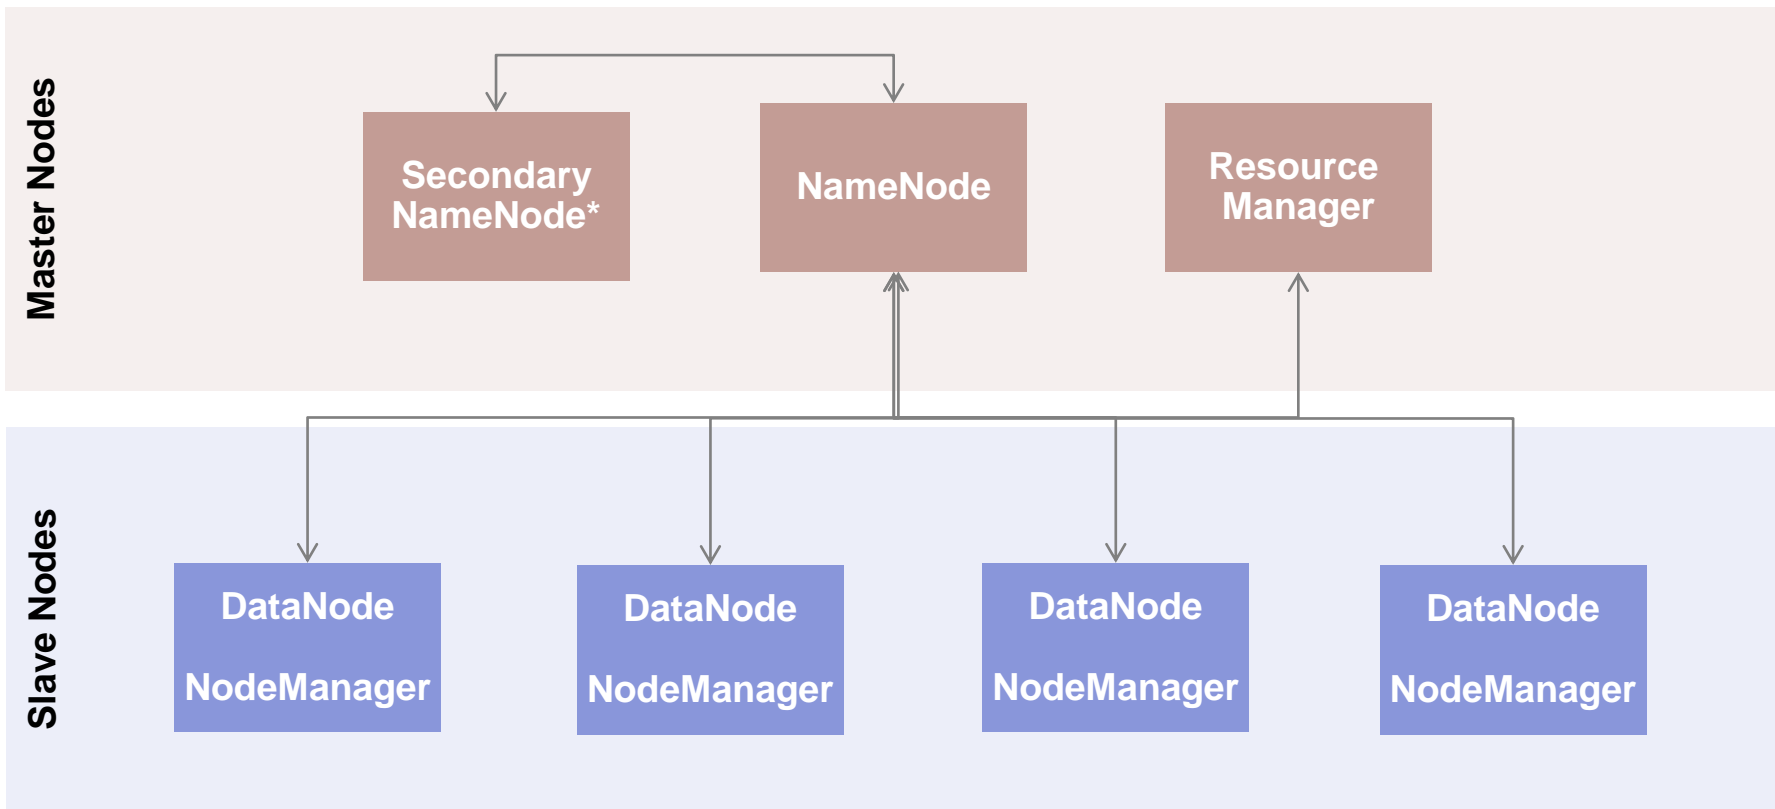 Master Nodes
Secondary
NameNode*
NameNode
Resource
Manager
Slave Nodes
DataNode
NodeManager
DataNode
NodeManager
DataNode
NodeManager
DataNode
NodeManager